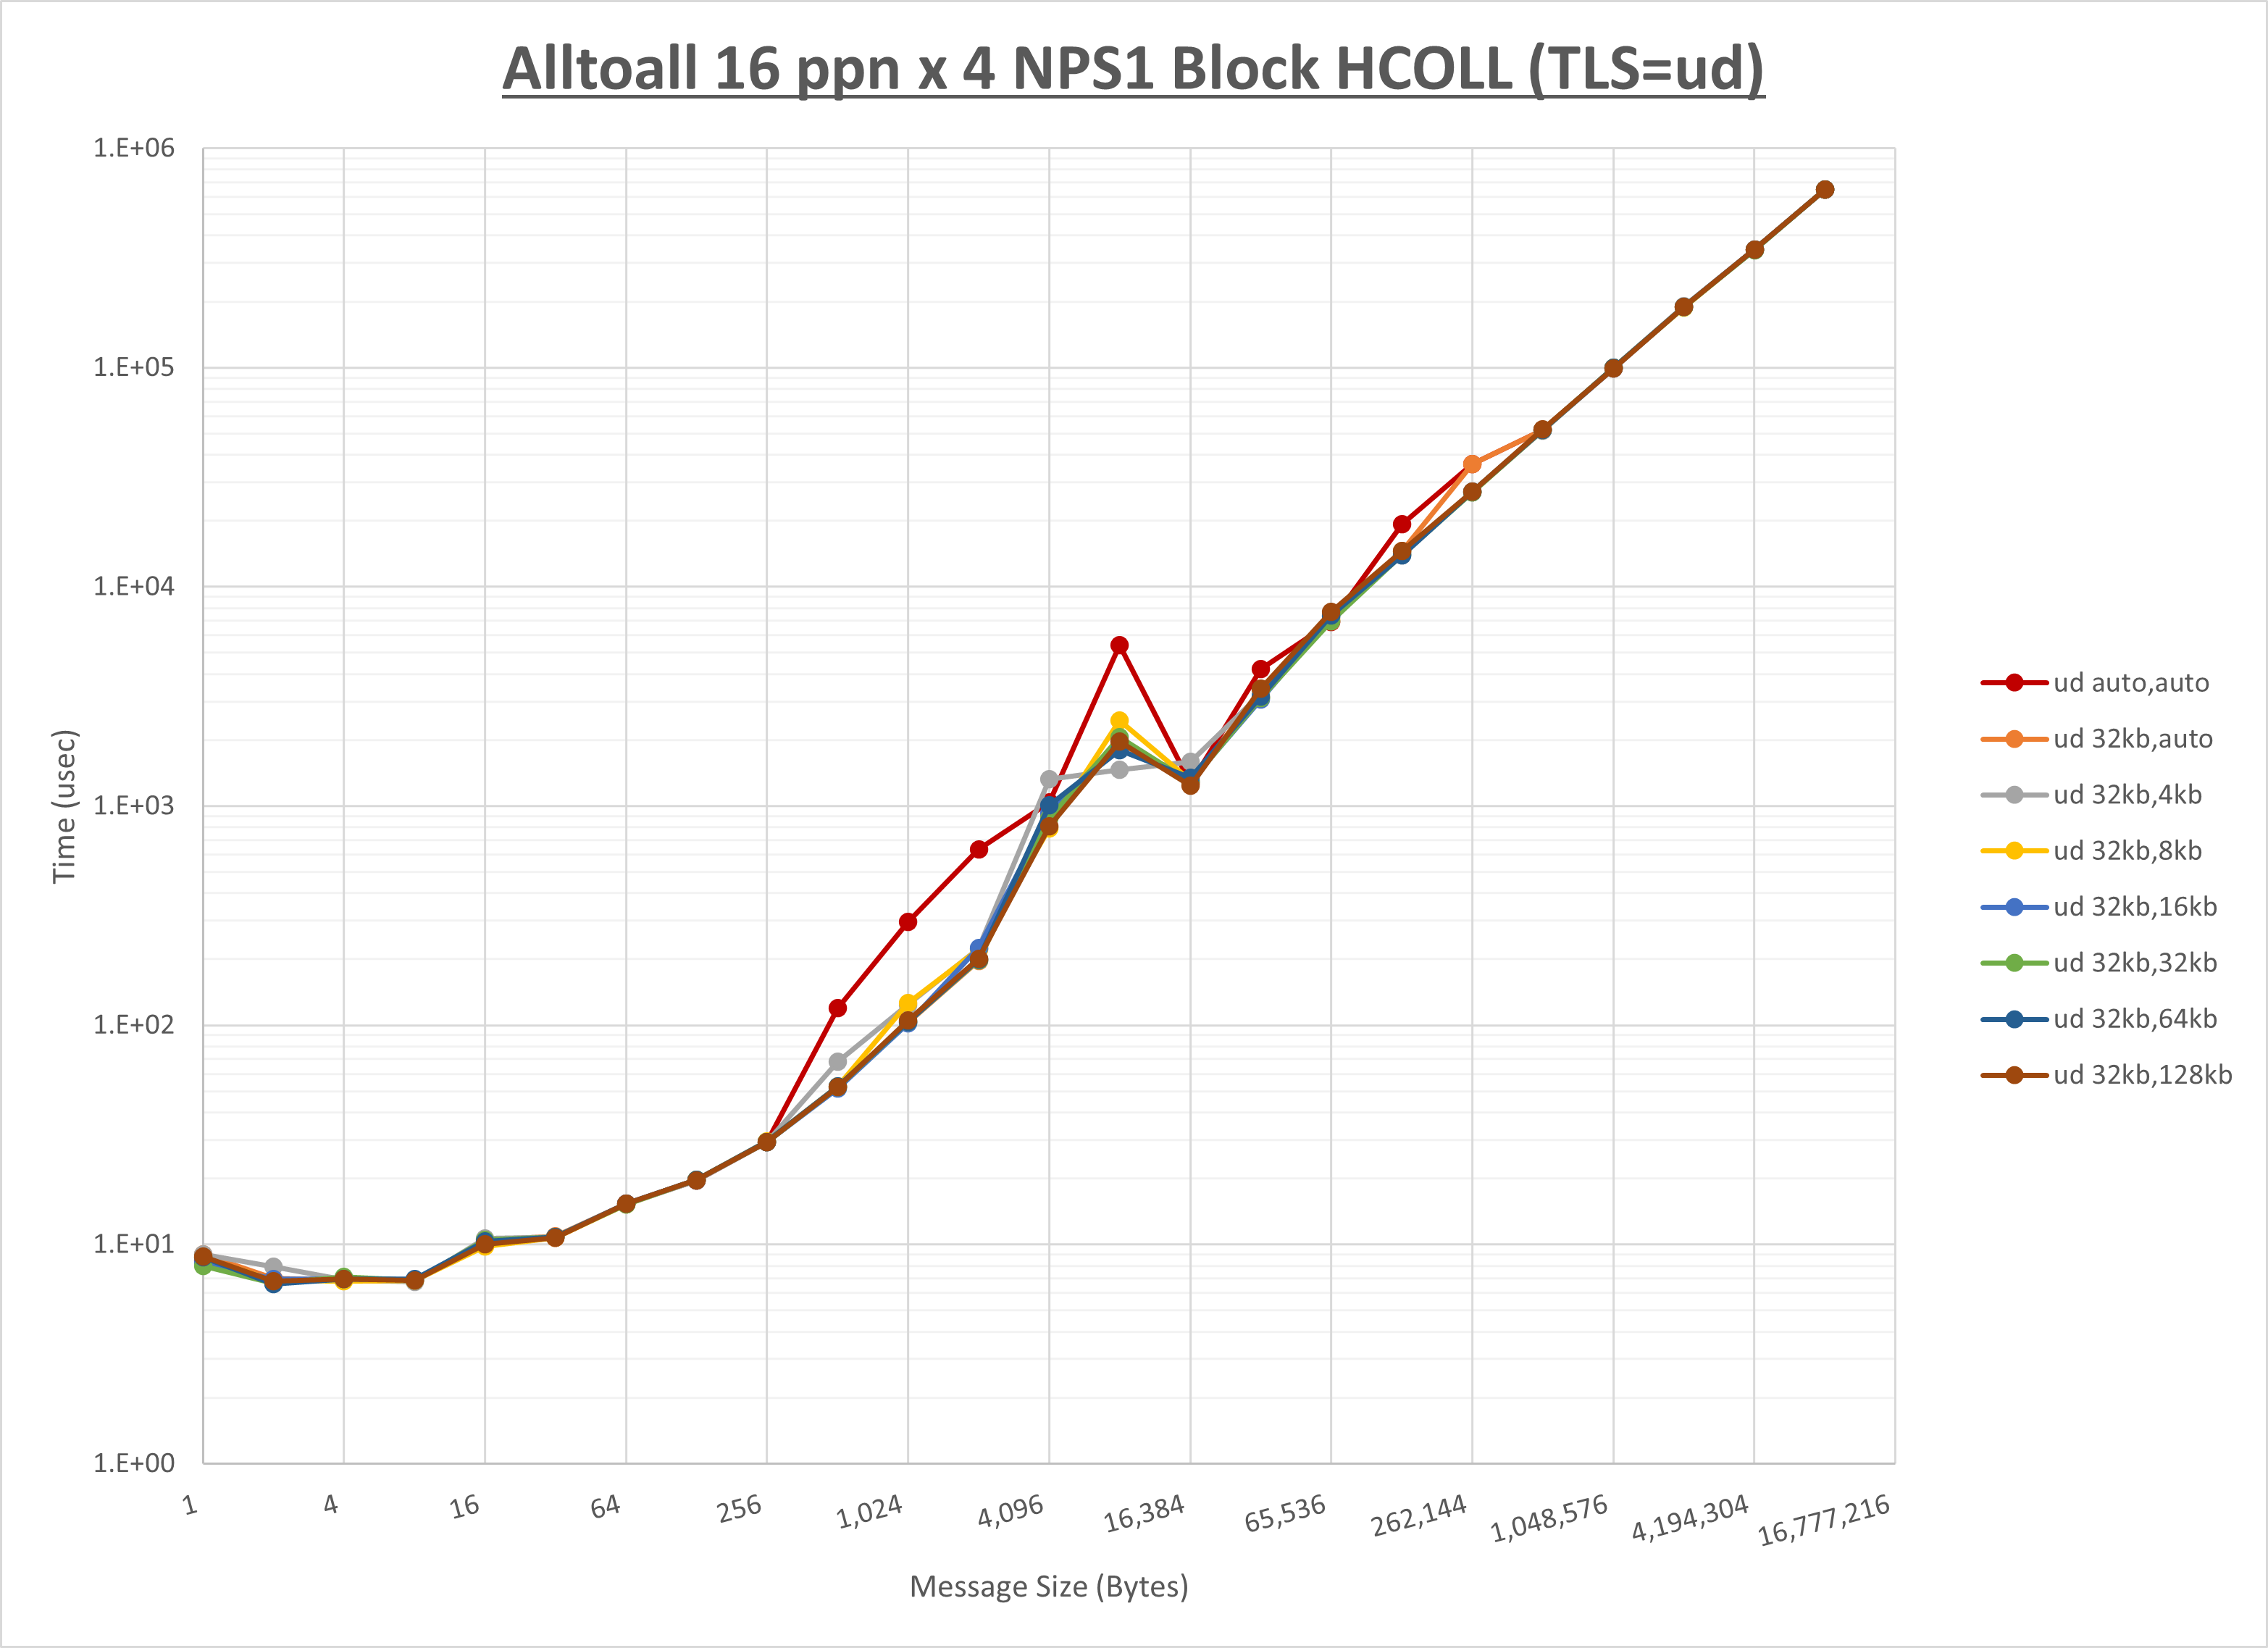 Alltoall 16 ppn x 4 NPS1 Block HCOLL (TLS=ud)
1.E+06
1.E+05
1.E+04
1.E+03
1.E+02
1.E+01
1.E+00
Time (usec)
1
4
16
64
256
1,024
4,096
16,384
65,536
262,144
1,048,576
4,194,304
16,777,216
Message Size (Bytes)
ud auto,auto
ud 32kb,auto
ud 32kb,4kb
ud 32kb,8kb
ud 32kb,16kb
ud 32kb,32kb
ud 32kb,64kb
ud 32kb,128kb